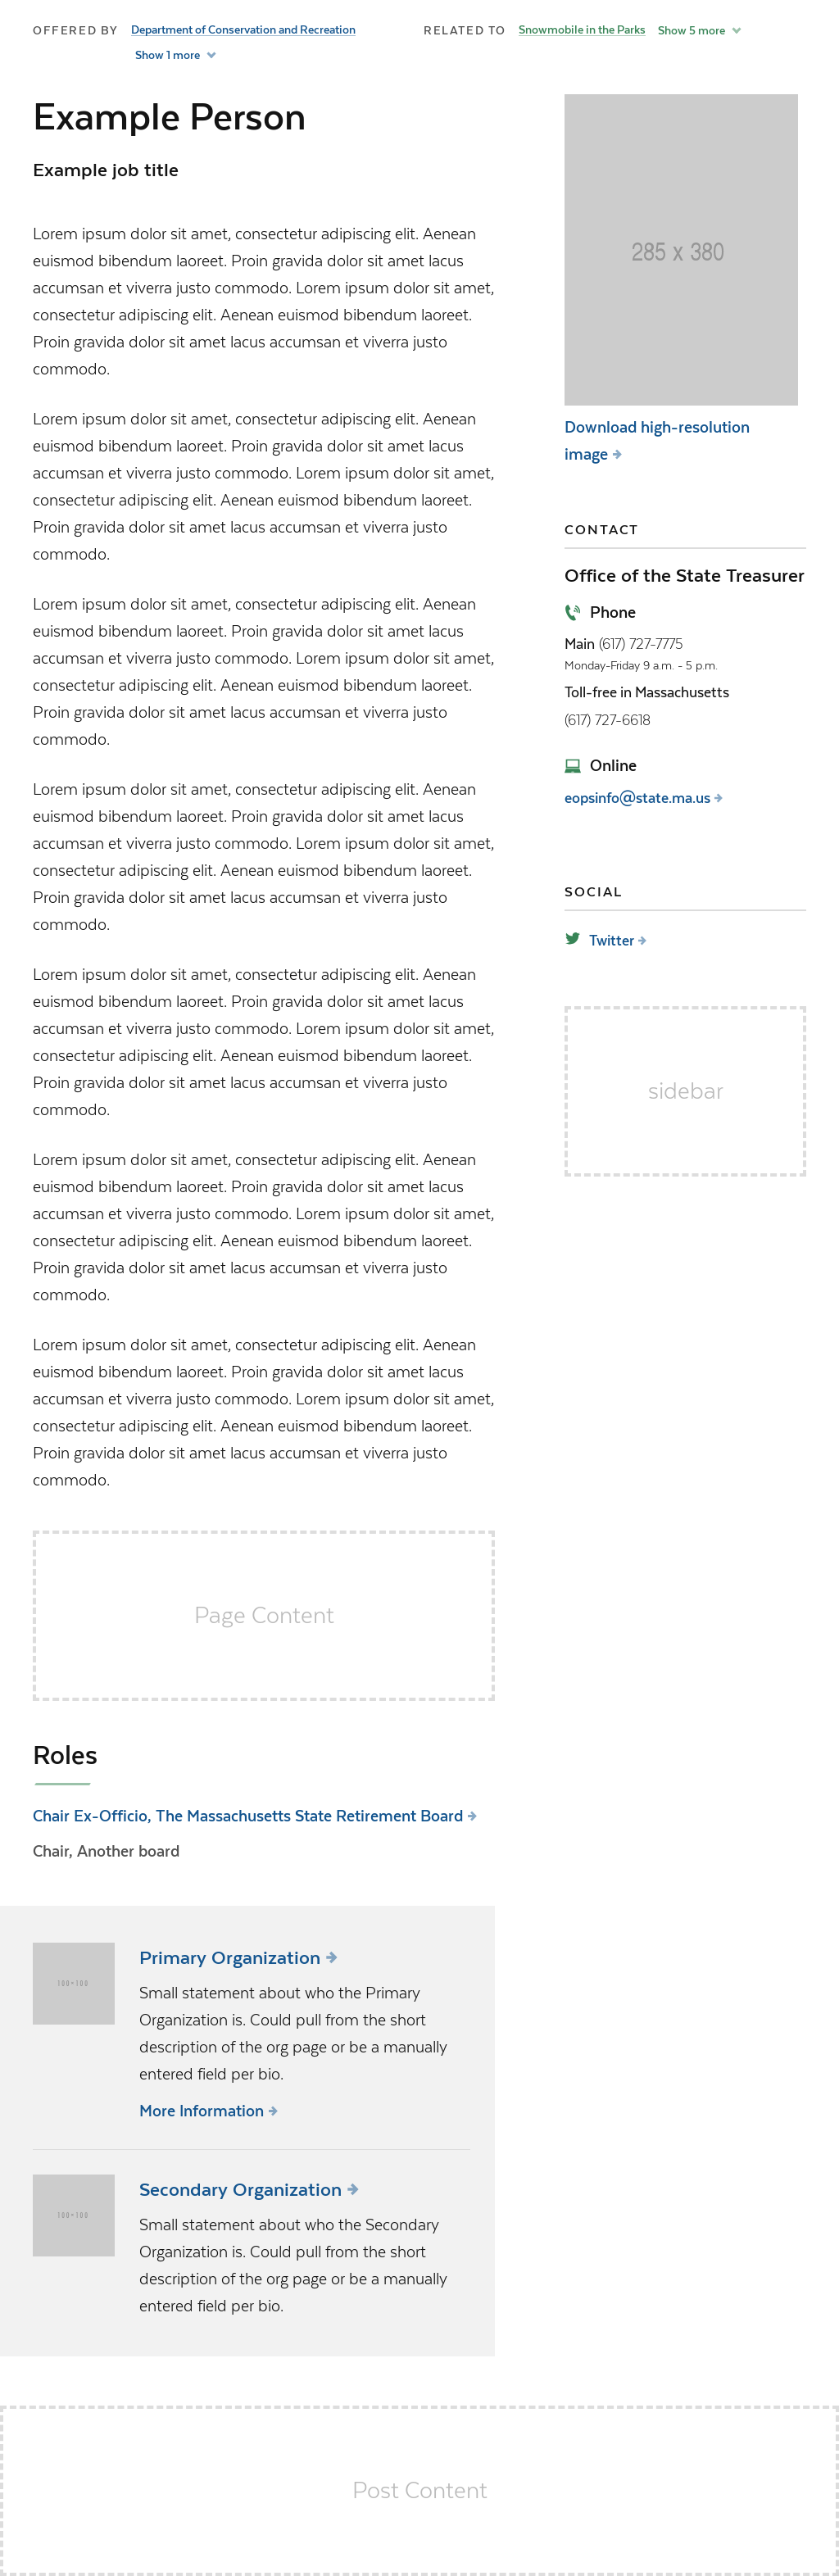 OFFERED BY Department of Conservation and Recreation
Show 1 more
RELATED TO Snowmobile in the Parks Show 5 more
Example Person
Example job title
Lorem ipsum dolor sit amet, consectetur adipiscing elit. Aenean
euismod bibendum laoreet. Proin gravida dolor sit amet lacus
accumsan et viverra justo commodo. Lorem ipsum dolor sit amet,
consectetur adipiscing elit. Aenean euismod bibendum laoreet.
Proin gravida dolor sit amet lacus accumsan et viverra justo
commodo.
Lorem ipsum dolor sit amet, consectetur adipiscing elit. Aenean
euismod bibendum laoreet. Proin gravida dolor sit amet lacus
accumsan et viverra justo commodo. Lorem ipsum dolor sit amet,
consectetur adipiscing elit. Aenean euismod bibendum laoreet.
Proin gravida dolor sit amet lacus accumsan et viverra justo
commodo.
Lorem ipsum dolor sit amet, consectetur adipiscing elit. Aenean
euismod bibendum laoreet. Proin gravida dolor sit amet lacus
accumsan et viverra justo commodo. Lorem ipsum dolor sit amet,
consectetur adipiscing elit. Aenean euismod bibendum laoreet.
Proin gravida dolor sit amet lacus accumsan et viverra justo
commodo.
Lorem ipsum dolor sit amet, consectetur adipiscing elit. Aenean
euismod bibendum laoreet. Proin gravida dolor sit amet lacus
accumsan et viverra justo commodo. Lorem ipsum dolor sit amet,
consectetur adipiscing elit. Aenean euismod bibendum laoreet.
Proin gravida dolor sit amet lacus accumsan et viverra justo
commodo.
Lorem ipsum dolor sit amet, consectetur adipiscing elit. Aenean
euismod bibendum laoreet. Proin gravida dolor sit amet lacus
accumsan et viverra justo commodo. Lorem ipsum dolor sit amet,
consectetur adipiscing elit. Aenean euismod bibendum laoreet.
Proin gravida dolor sit amet lacus accumsan et viverra justo
commodo.
Lorem ipsum dolor sit amet, consectetur adipiscing elit. Aenean
euismod bibendum laoreet. Proin gravida dolor sit amet lacus
accumsan et viverra justo commodo. Lorem ipsum dolor sit amet,
consectetur adipiscing elit. Aenean euismod bibendum laoreet.
Proin gravida dolor sit amet lacus accumsan et viverra justo
commodo.
Lorem ipsum dolor sit amet, consectetur adipiscing elit. Aenean
euismod bibendum laoreet. Proin gravida dolor sit amet lacus
accumsan et viverra justo commodo. Lorem ipsum dolor sit amet,
consectetur adipiscing elit. Aenean euismod bibendum laoreet.
Proin gravida dolor sit amet lacus accumsan et viverra justo
commodo.
Page Content
Roles
Chair Ex-Officio, The Massachusetts State Retirement Board
Chair, Another board
100×100
Primary Organization
Small statement about who the Primary
Organization is. Could pull from the short
description of the org page or be a manually
entered field per bio.
More Information
100×100
Secondary Organization
Small statement about who the Secondary
Organization is. Could pull from the short
description of the org page or be a manually
entered field per bio.
285 x 380
Download high-resolution
image
CONTACT
Office of the State Treasurer
Phone
Main (617) 727-7775
Monday-Friday 9 a.m. - 5 p.m.
Toll-free in Massachusetts
(617) 727-6618
Online
eopsinfo@state.ma.us
SOCIAL
Twitter
sidebar
Post Content